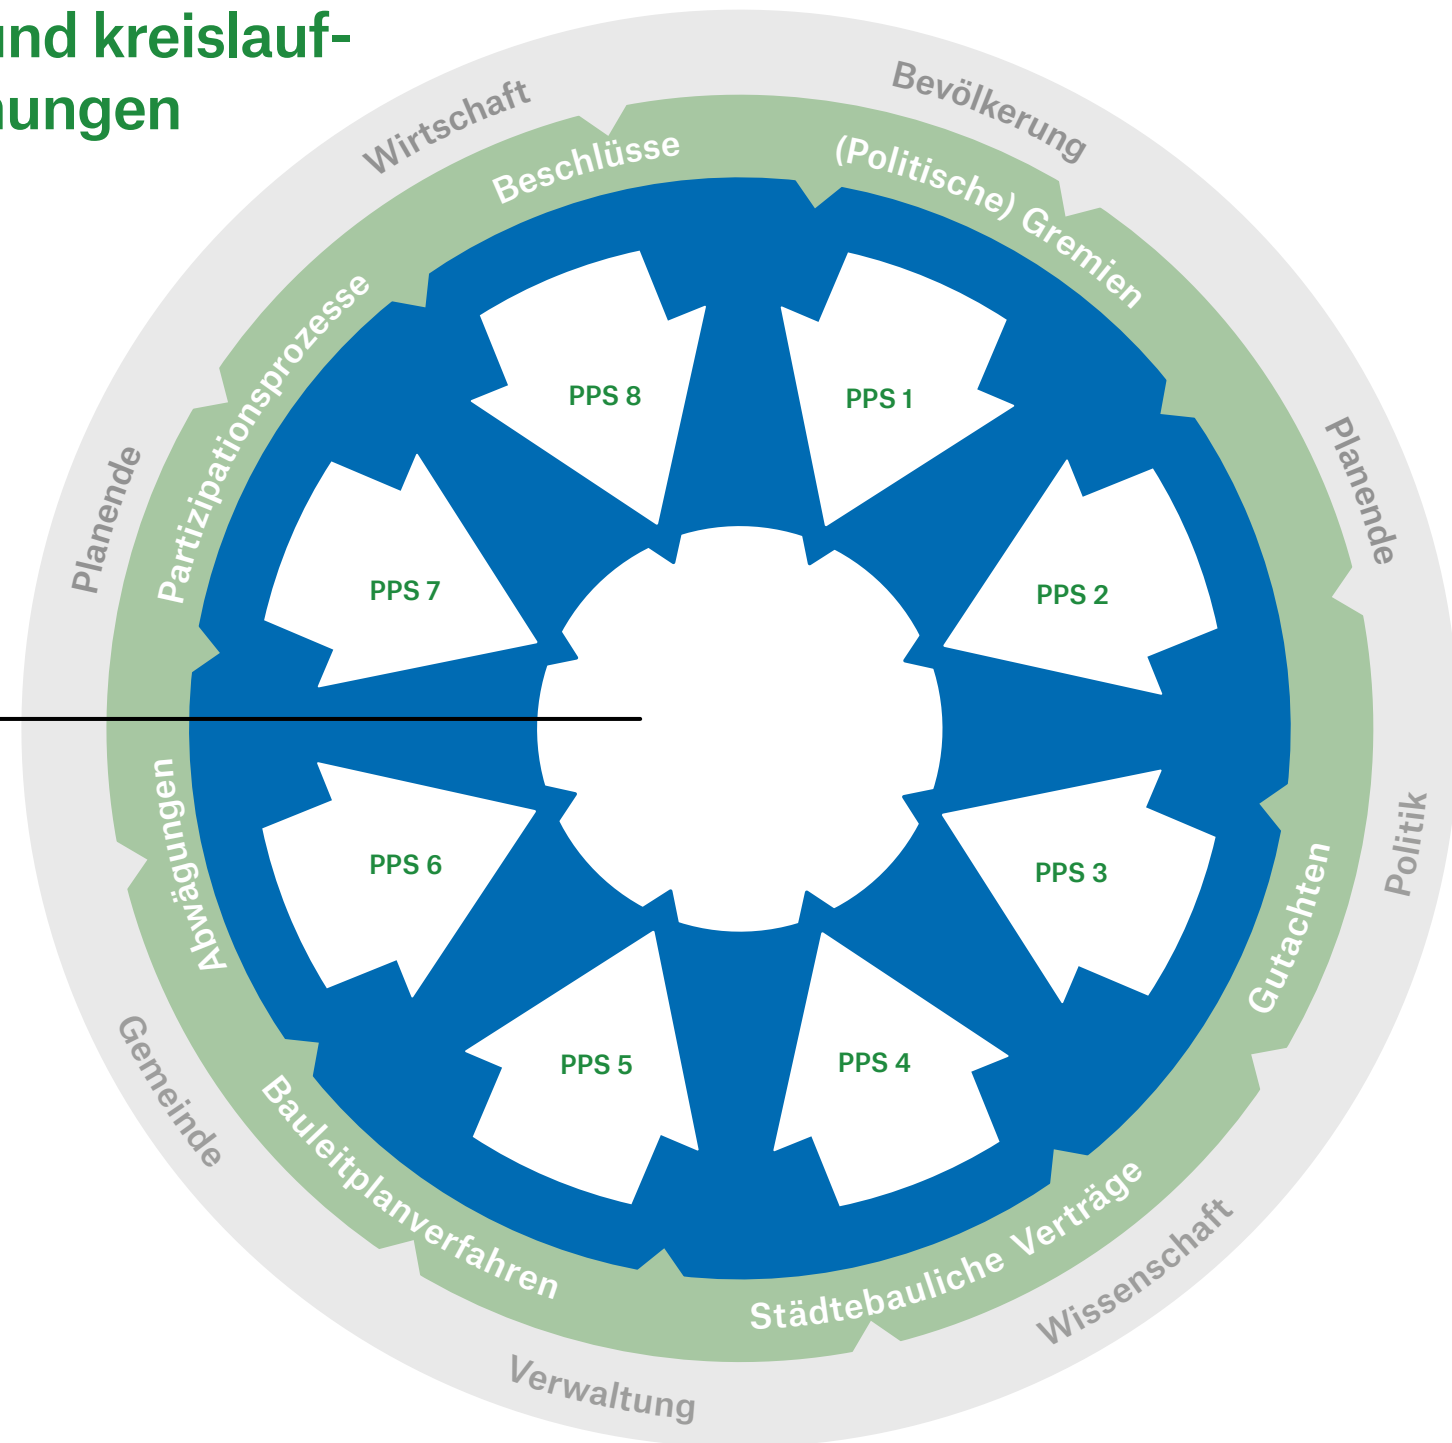 und kreislauf-
nungen
Wirtschaft
Bevölkerung
Planende
Politik
Wissenschaft
Verwaltung
Gemeinde
Planende
Beschlüsse
(Politische) Gremien
Gutachten
Städtebauliche Verträge
Bauleitplanverfahren
Abwägungen
Partizipationsprozesse
PPS 1
PPS 2
PPS 3
PPS 4
PPS 5
PPS 6
PPS 7
PPS 8